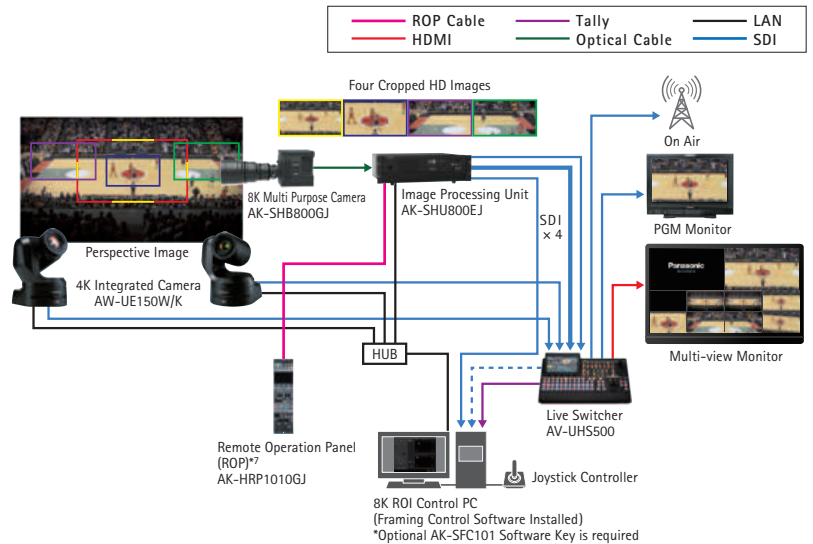 ROP Cable
Tally
LAN
HDMI
Optical Cable
SDI
Four Cropped HD Images
On Air
8K Multi Purpose Camera
AK-SHB800GJ
Image Processing Unit
AK-SHU800EJ
SDI
× 4
PGM Monitor
Perspective Image
4K Integrated Camera
AW-UE150W/K
Panasonic
Multi-view Monitor
HUB
Live Switcher
AV-UHS500
Remote Operation Panel
(ROP)*7
AK-HRP1010GJ
Joystick Controller
8K ROI Control PC
(Framing Control Software Installed)
*Optional AK-SFC101 Software Key is required